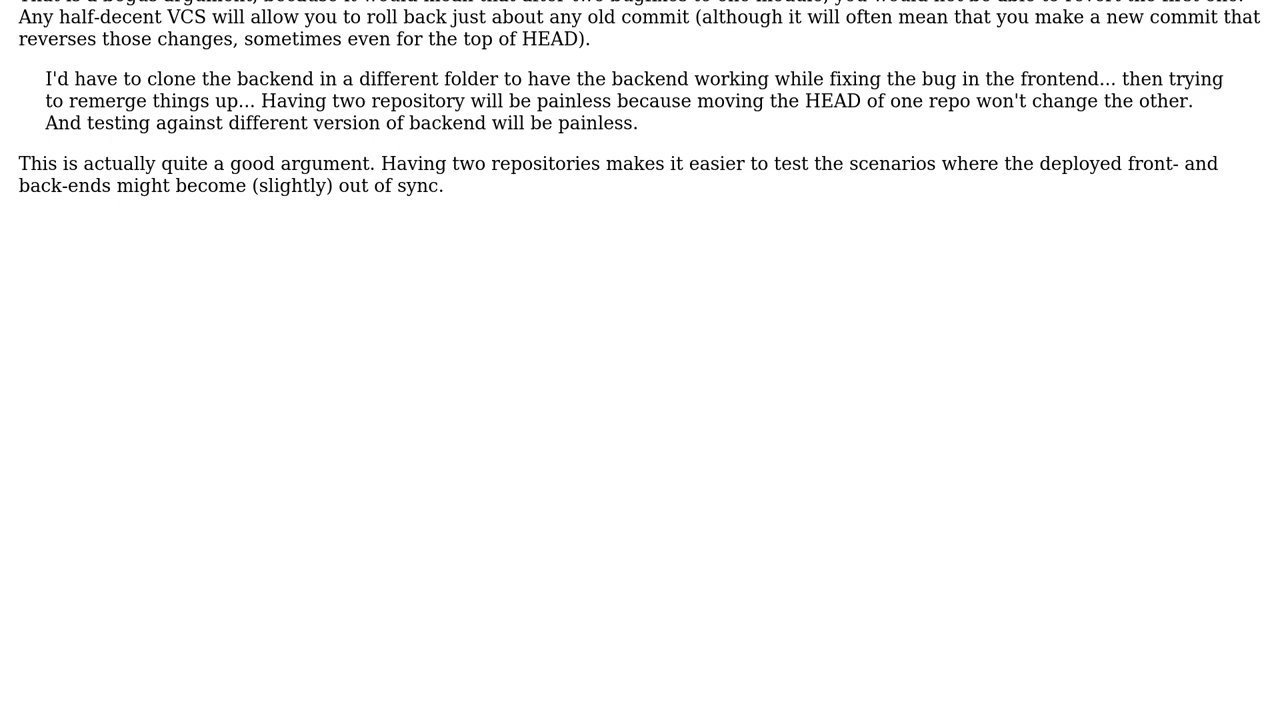 Any half-decent VCS will allow you to roll back just about any old commit (although it will often mean that you make a new commit that
reverses those changes, sometimes even for the top of HEAD).
I'd have to clone the backend in a different folder to have the backend working while fixing the bug in the frontend... then trying
to remerge things up... Having two repository will be painless because moving the HEAD of one repo won't change the other.
And testing against different version of backend will be painless.
This is actually quite a good argument. Having two repositories makes it easier to test the scenarios where the deployed front- and
back-ends might become (slightly) out of sync.